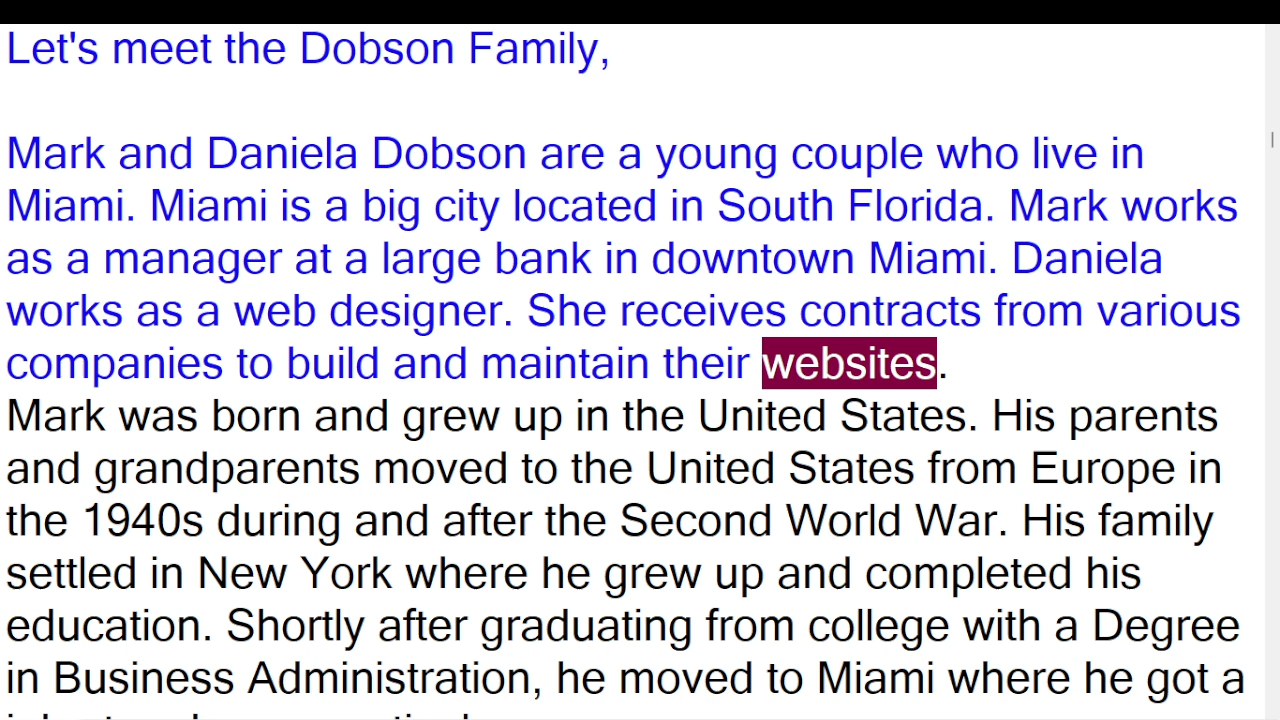 Let's meet the Dobson Family,
Mark and Daniela Dobson are a young couple who live in
Miami. Miami is a big city located in South Florida. Mark works
as a manager at a large bank in downtown Miami. Daniela
works as a web designer. She receives contracts from various
companies to build and maintain their websites.
Mark was born and grew up in the United States. His parents
and grandparents moved to the United States from Europe in
the 1940s during and after the Second World War. His family
settled in New York where he grew up and completed his
education. Shortly after graduating from college with a Degree
in Business Administration, he moved to Miami where he got a